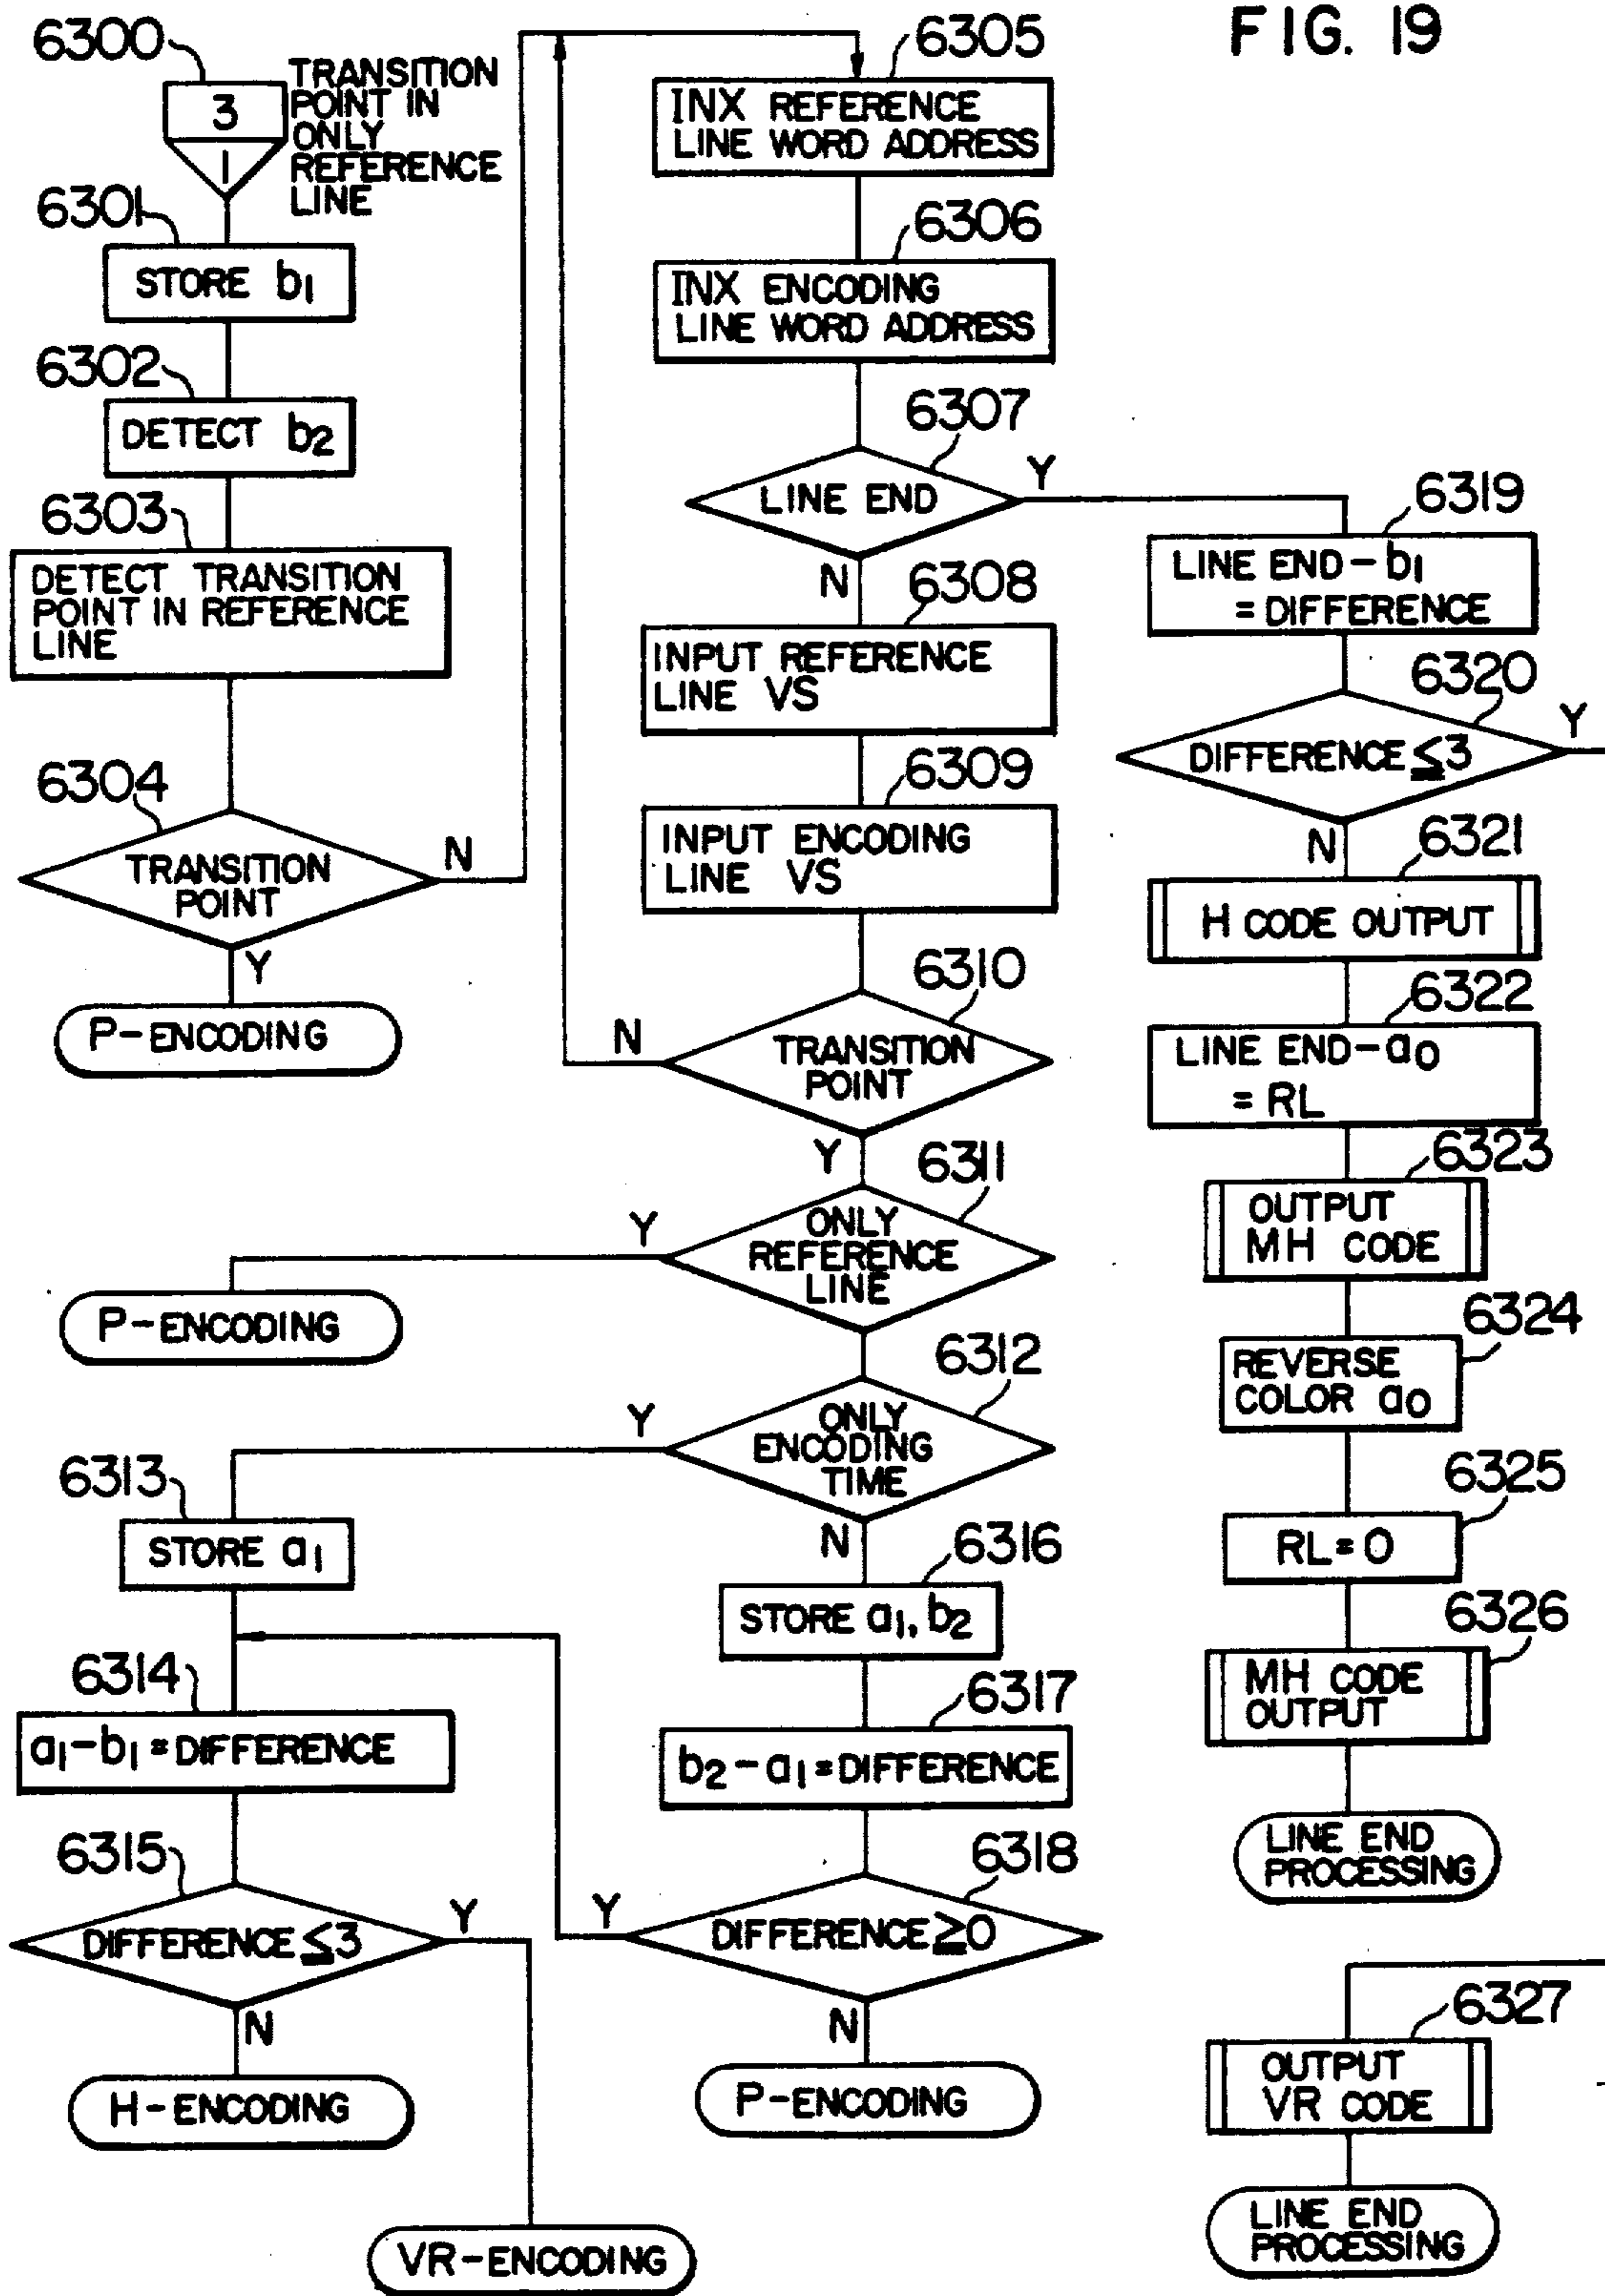 FIG. 19
6300
3
1
TRANSITION
POINT IN
ONLY
REFERENCE
LINE
6301
STORE b1
6302
DETECT b2
6303
DETECT TRANSITION
POINT IN REFERENCE
LINE
6304
TRANSITION
POINT
N
Y
P-ENCODING
6305
INX REFERENCE
LINE WORD ADDRESS
6306
INX ENCODING
LINE WORD ADDRESS
6307
LINE END
Y
N
6308
INPUT REFERENCE
LINE VS
6309
INPUT ENCODING
LINE VS
6310
TRANSITION
POINT
N
Y
6311
ONLY
REFERENCE
LINE
Y
P-ENCODING
6312
ONLY
ENCODING
TIME
Y
N
6313
STORE a1
6314
a1-b1=DIFFERENCE
6315
DIFFERENCE≦3
Y
N
H-ENCODING
VR-ENCODING
6316
STORE a1, b2
6317
b2-a1=DIFFERENCE
6318
DIFFERENCE≧0
Y
N
P-ENCODING
6319
LINE END-b1
=DIFFERENCE
6320
DIFFERENCE≦3
Y
N
6321
H CODE OUTPUT
6322
LINE END-a0
=RL
6323
OUTPUT
MH CODE
6324
REVERSE
COLOR a0
6325
RL=0
6326
MH CODE
OUTPUT
LINE END
PROCESSING
6327
OUTPUT
VR CODE
LINE END
PROCESSING